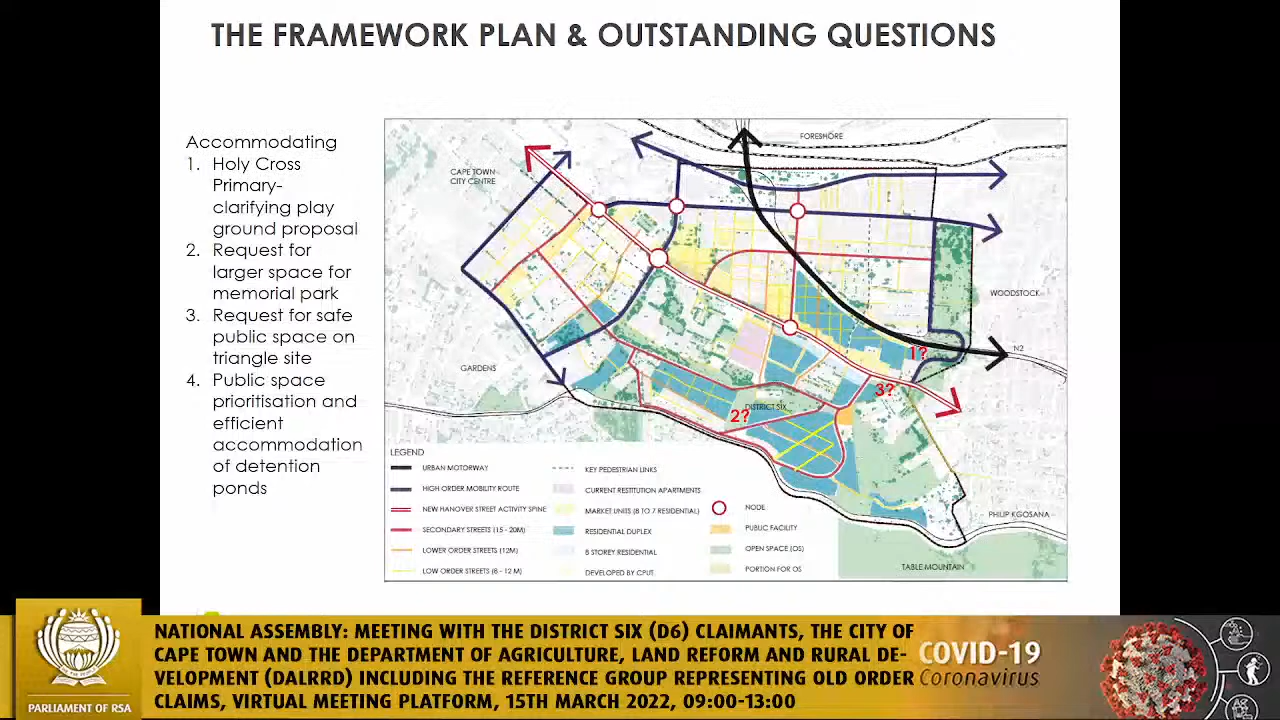 THE FRAMEWORK PLAN & OUTSTANDING QUESTIONS
Accommodating
1. Holy Cross
Primary-
clarifying play
ground proposal
2. Request for
larger space for
memorial park
3. Request for safe
public space on
triangle site
4. Public space
prioritisation and
efficient
accommodation
of detention
ponds
FORESHORE
CAPE TOWN
CITY CENTRE
WOODSTOCK
N2
1?
GARDENS
3?
DISTRICT SIX
2?
PHILIP KGOSANA
TABLE MOUNTAIN
LEGEND
URBAN MOTORWAY
HIGH ORDER MOBILITY ROUTE
NEW HANOVER STREET ACTIVITY SPINE
SECONDARY STREETS (15 - 20M)
LOWER ORDER STREETS (12M)
LOW ORDER STREETS (6 - 12 M)
KEY PEDESTRIAN LINKS
CURRENT RESTITUTION APARTMENTS
MARKET UNITS (8 TO 7 RESIDENTIAL)
RESIDENTIAL DUPLEX
8 STOREY RESIDENTIAL
DEVELOPED BY CPUT
NODE
PUBLIC FACILITY
OPEN SPACE (OS)
PORTION FOR OS
PARLIAMENT OF RSA
NATIONAL ASSEMBLY: MEETING WITH THE DISTRICT SIX (D6) CLAIMANTS, THE CITY OF
CAPE TOWN AND THE DEPARTMENT OF AGRICULTURE, LAND REFORM AND RURAL DE-
VELOPMENT (DALRRD) INCLUDING THE REFERENCE GROUP REPRESENTING OLD ORDER
CLAIMS, VIRTUAL MEETING PLATFORM, 15TH MARCH 2022, 09:00-13:00
COVID-19
Coronavirus